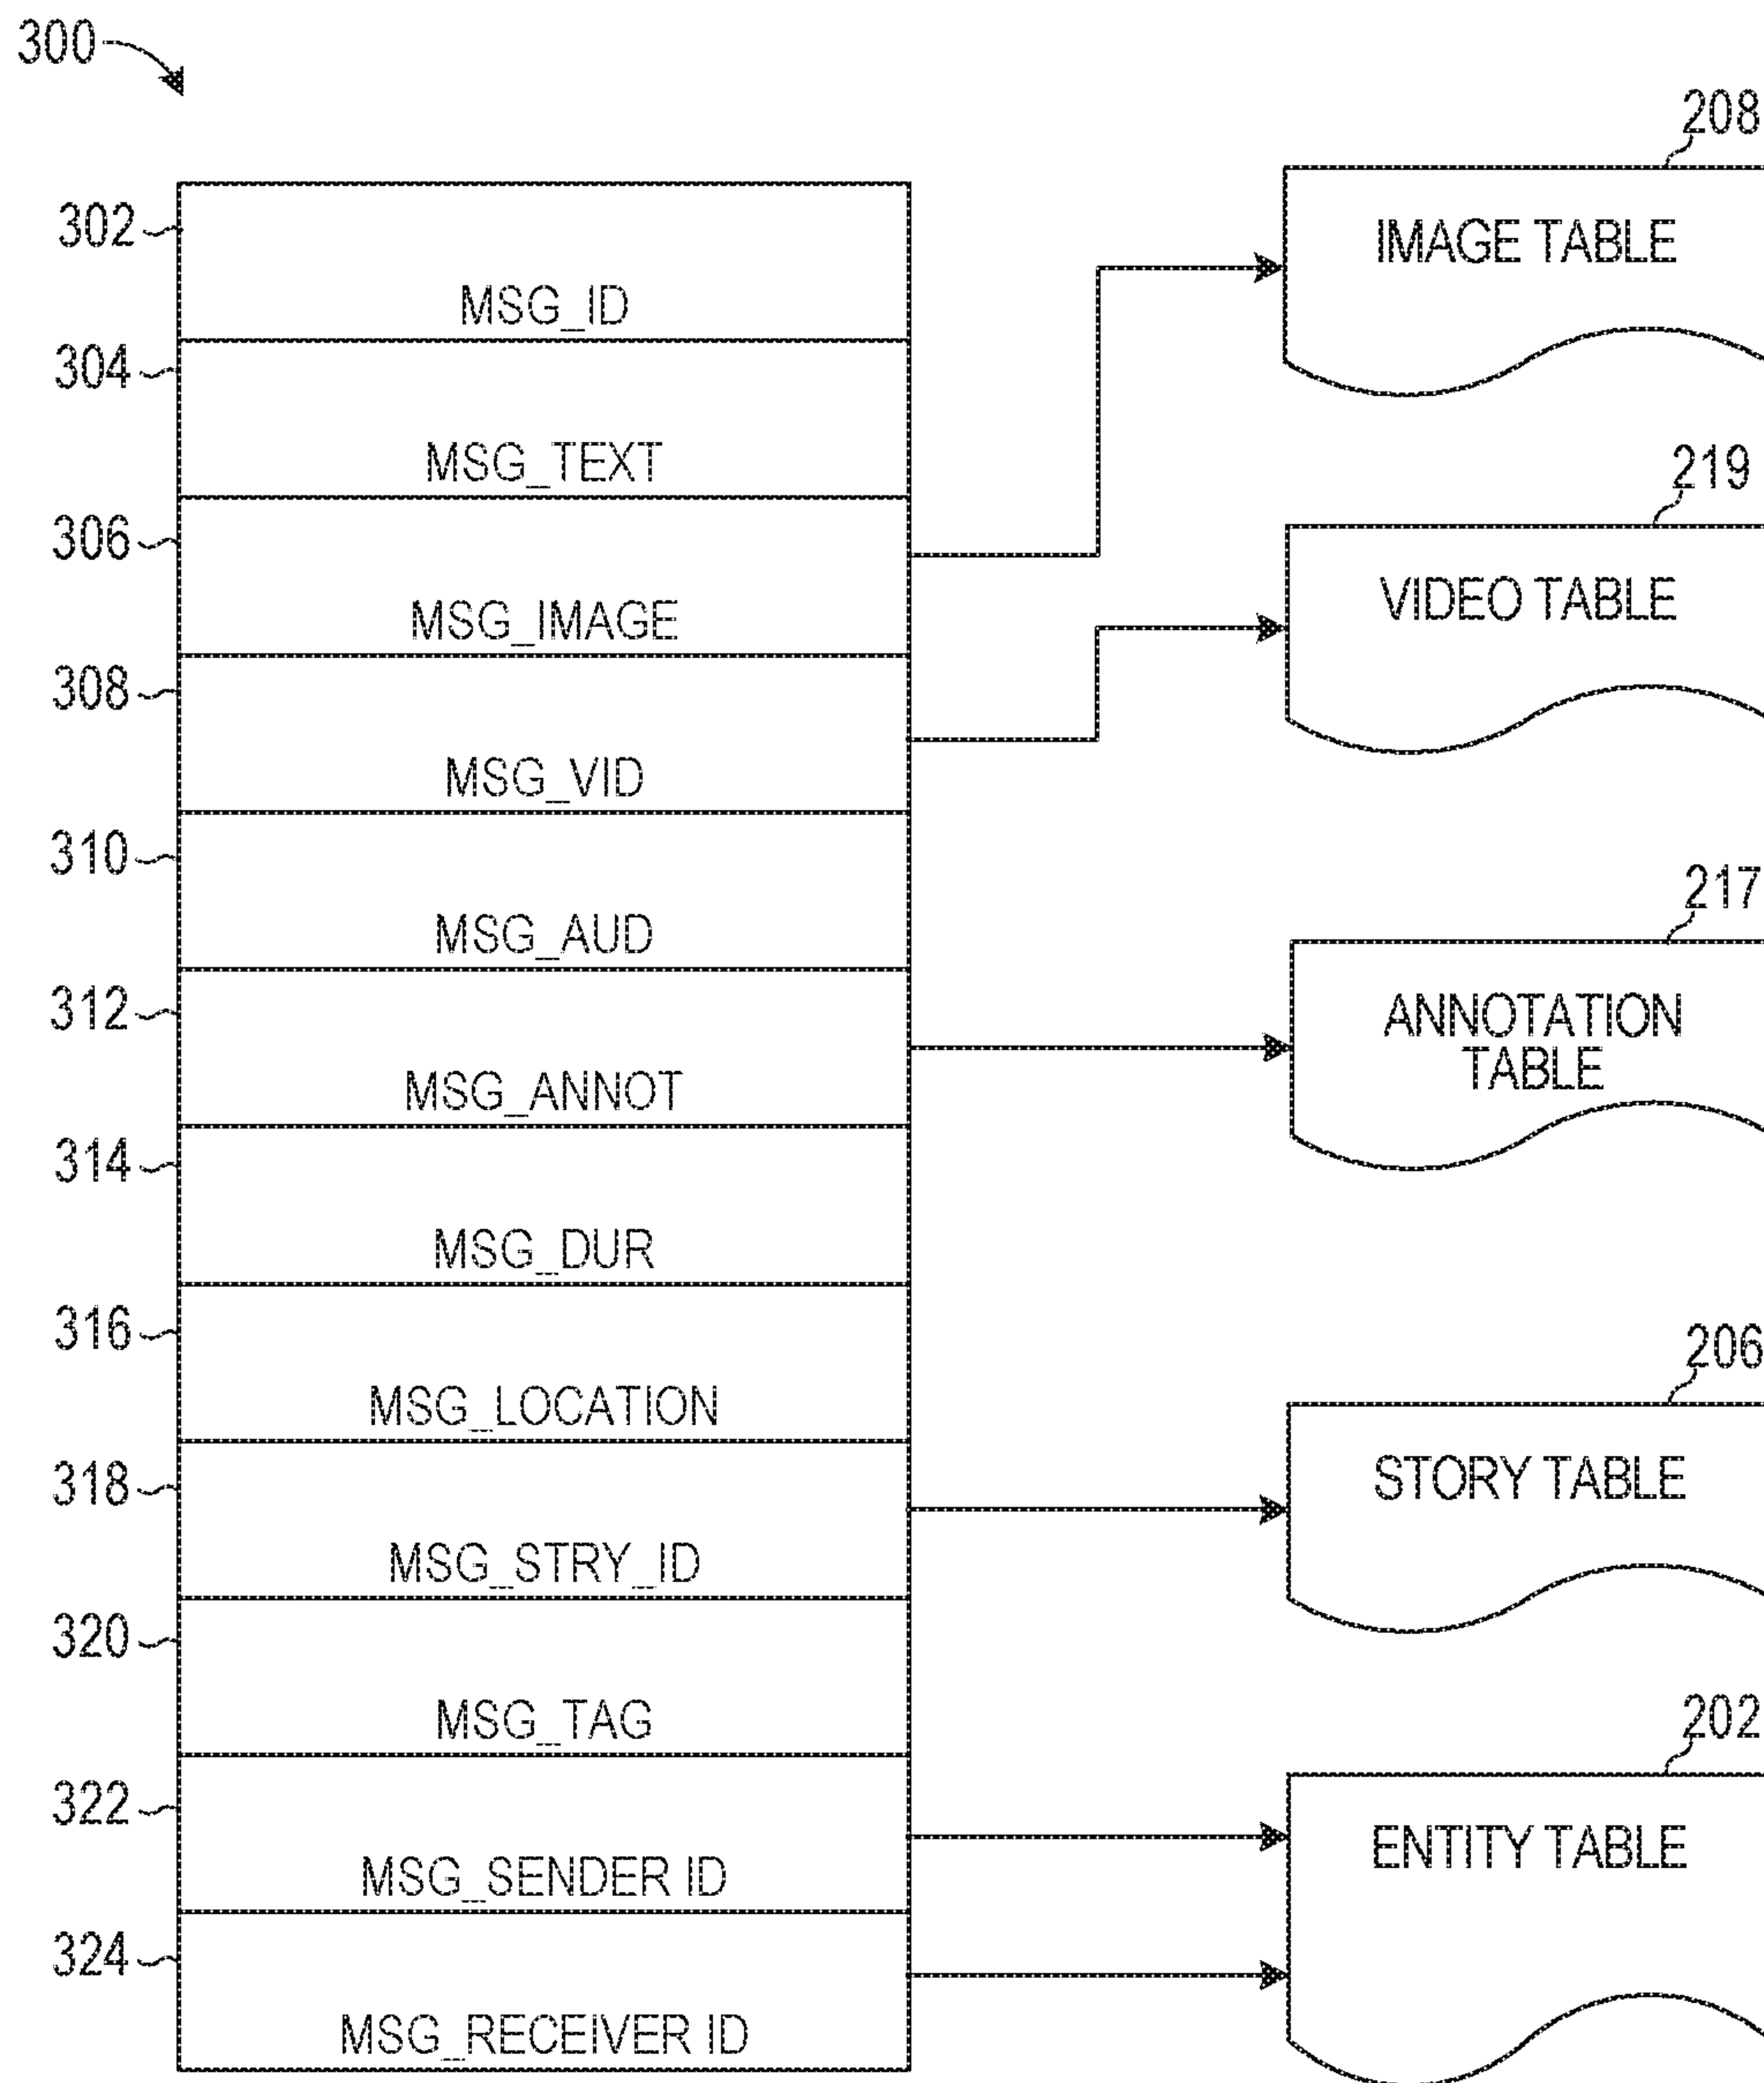 300
302
MSG_ID
304
MSG_TEXT
306
MSG_IMAGE
308
MSG_VID
310
MSG_AUD
312
MSG_ANNOT
314
MSG_DUR
316
MSG_LOCATION
318
MSG_STRY_ID
320
MSG_TAG
322
MSG_SENDER ID
324
MSG_RECEIVER ID
208
IMAGE TABLE
219
VIDEO TABLE
217
ANNOTATION
TABLE
206
STORY TABLE
202
ENTITY TABLE